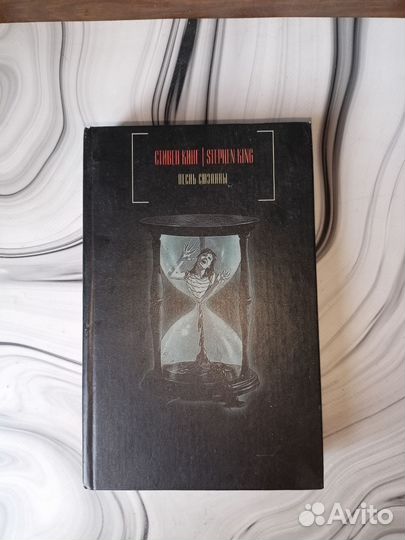 СТИВЕН КИНГ | STEPHEN KING
ПЕСНЬ СЮЗАННЫ
Avito